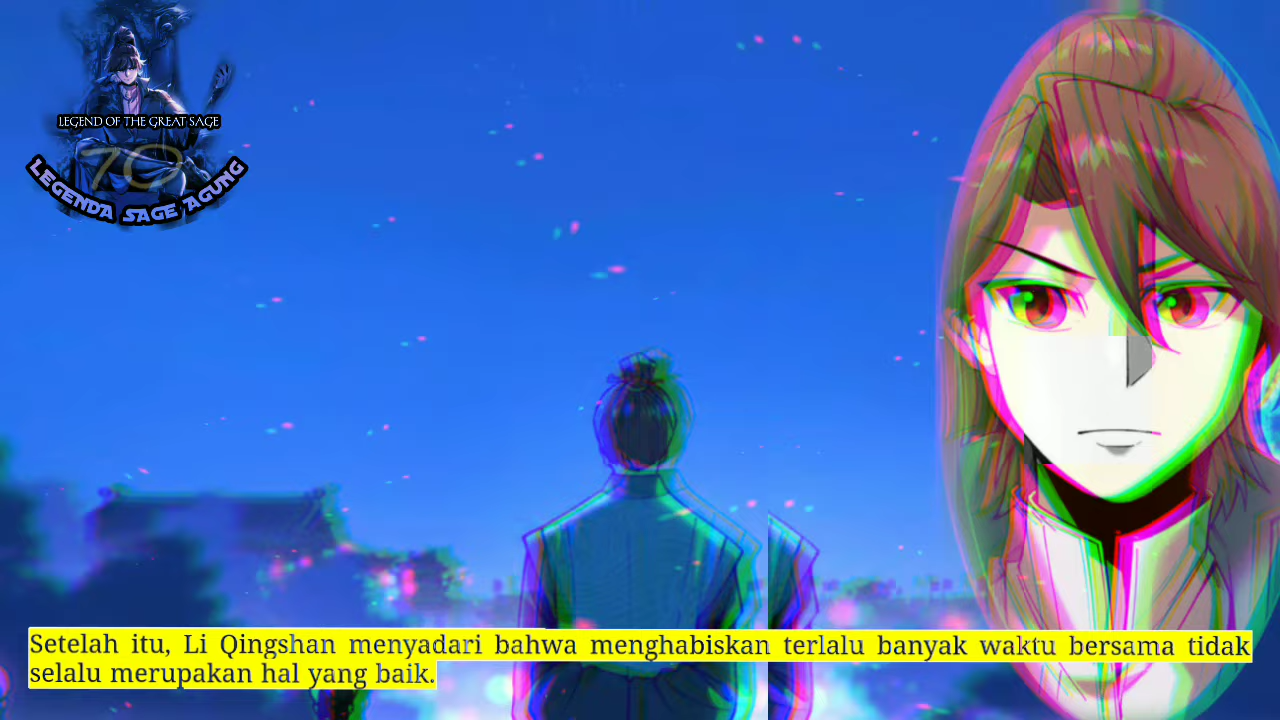 LEGEND OF THE GREAT SAGE
10
LEGENDA SAGE AGUNG
Setelah itu, Li Qingshan menyadari bahwa menghabiskan terlalu banyak waktu bersama tidak
selalu merupakan hal yang baik.